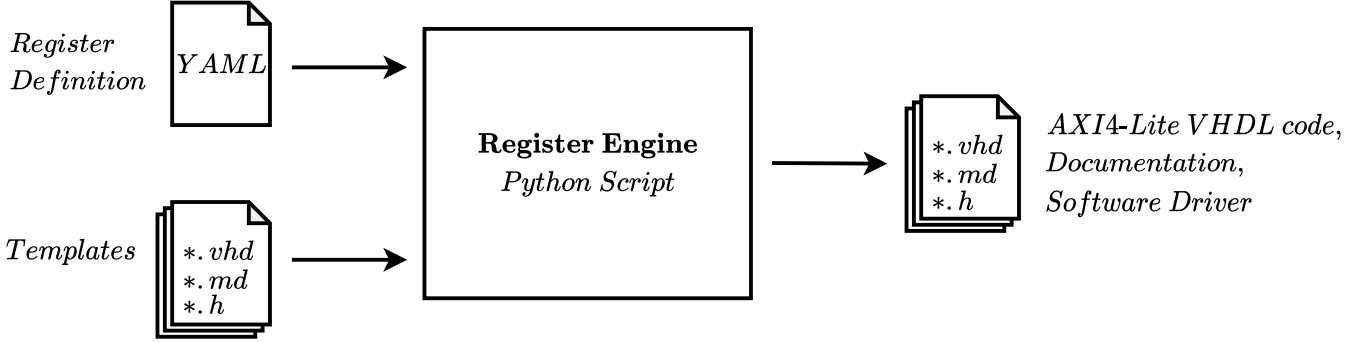 Register
Definition
YAML
Templates
*.vhd
*.md
*.h
Register Engine
Python Script
*.vhd
*.md
*.h
AXI4-Lite VHDL code,
Documentation,
Software Driver